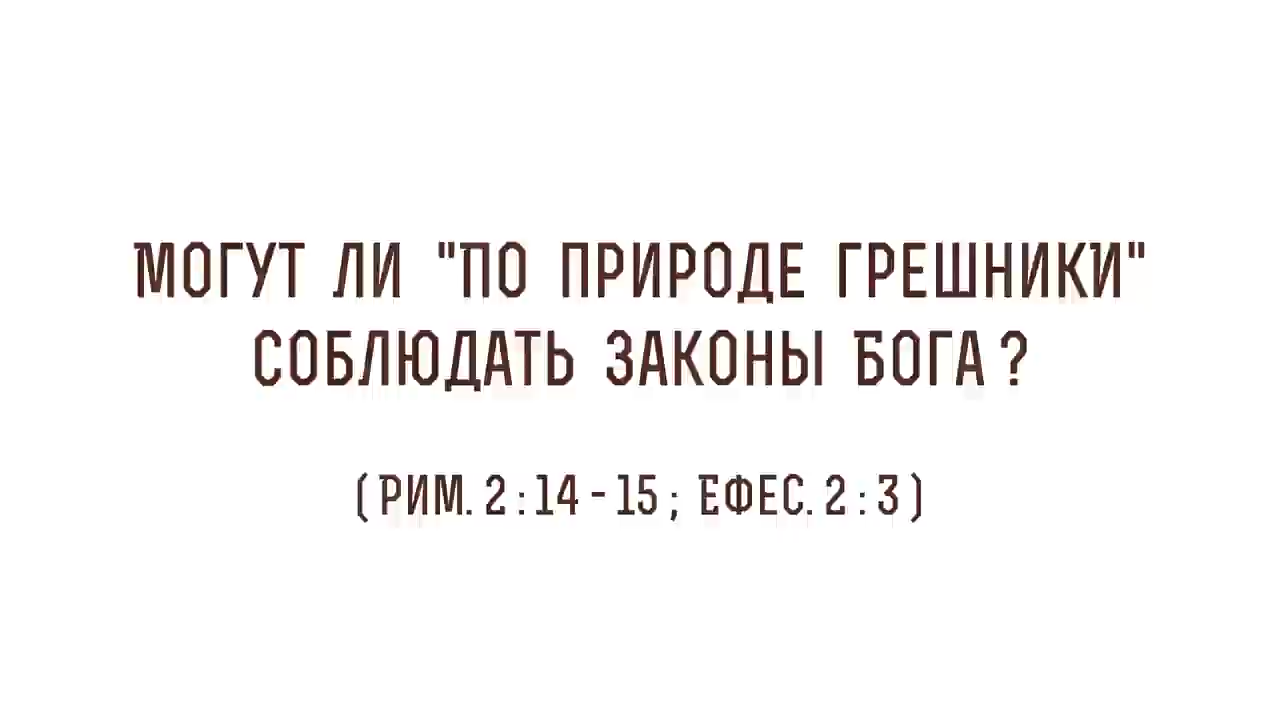 МОГУТ ЛИ "ПО ПРИРОДЕ ГРЕШНИКИ"
СОБЛЮДАТЬ ЗАКОНЫ БОГА?
(РИМ. 2:14-15; ЕФЕС. 2:3)